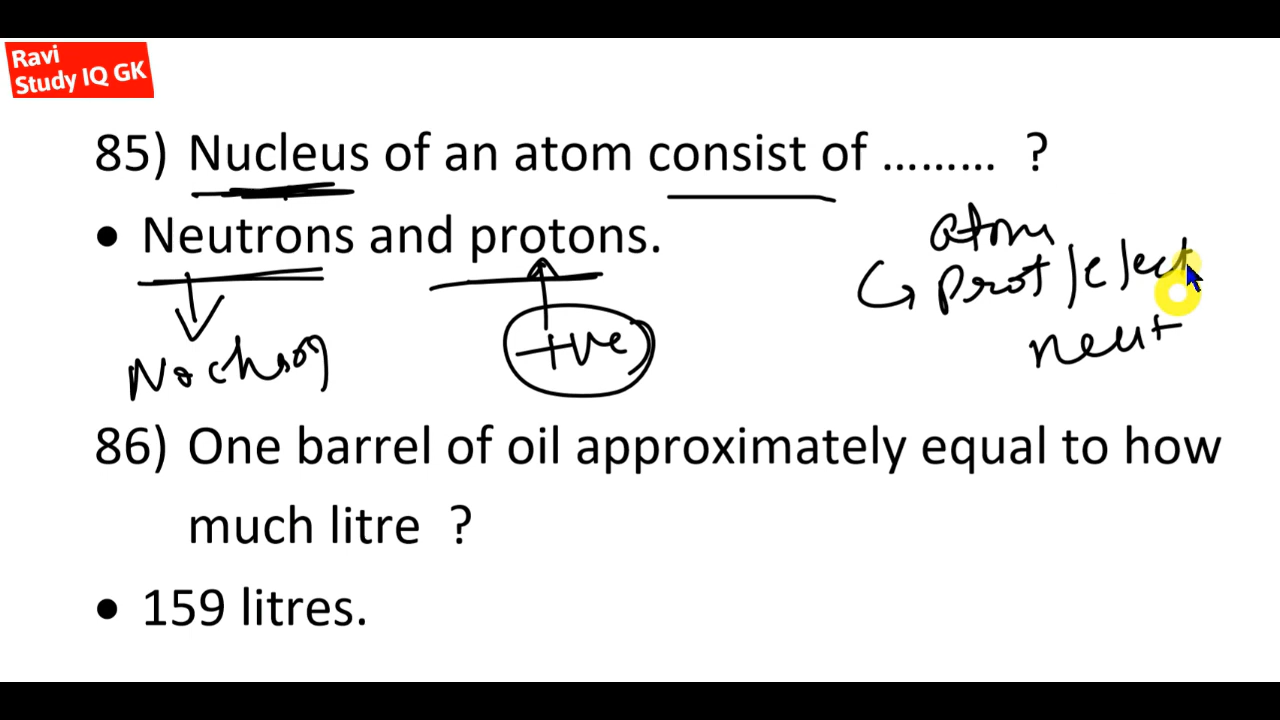 Ravi
Study IQ GK
85) Nucleus of an atom consist of ......... ?
• Neutrons and protons.
atom
prot/elect
neut
No charg
+ve
86) One barrel of oil approximately equal to how
much litre ?
• 159 litres.